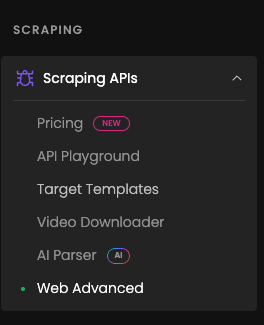 SCRAPING
Scraping APIs
Pricing NEW
API Playground
Target Templates
Video Downloader
AI Parser AI
Web Advanced